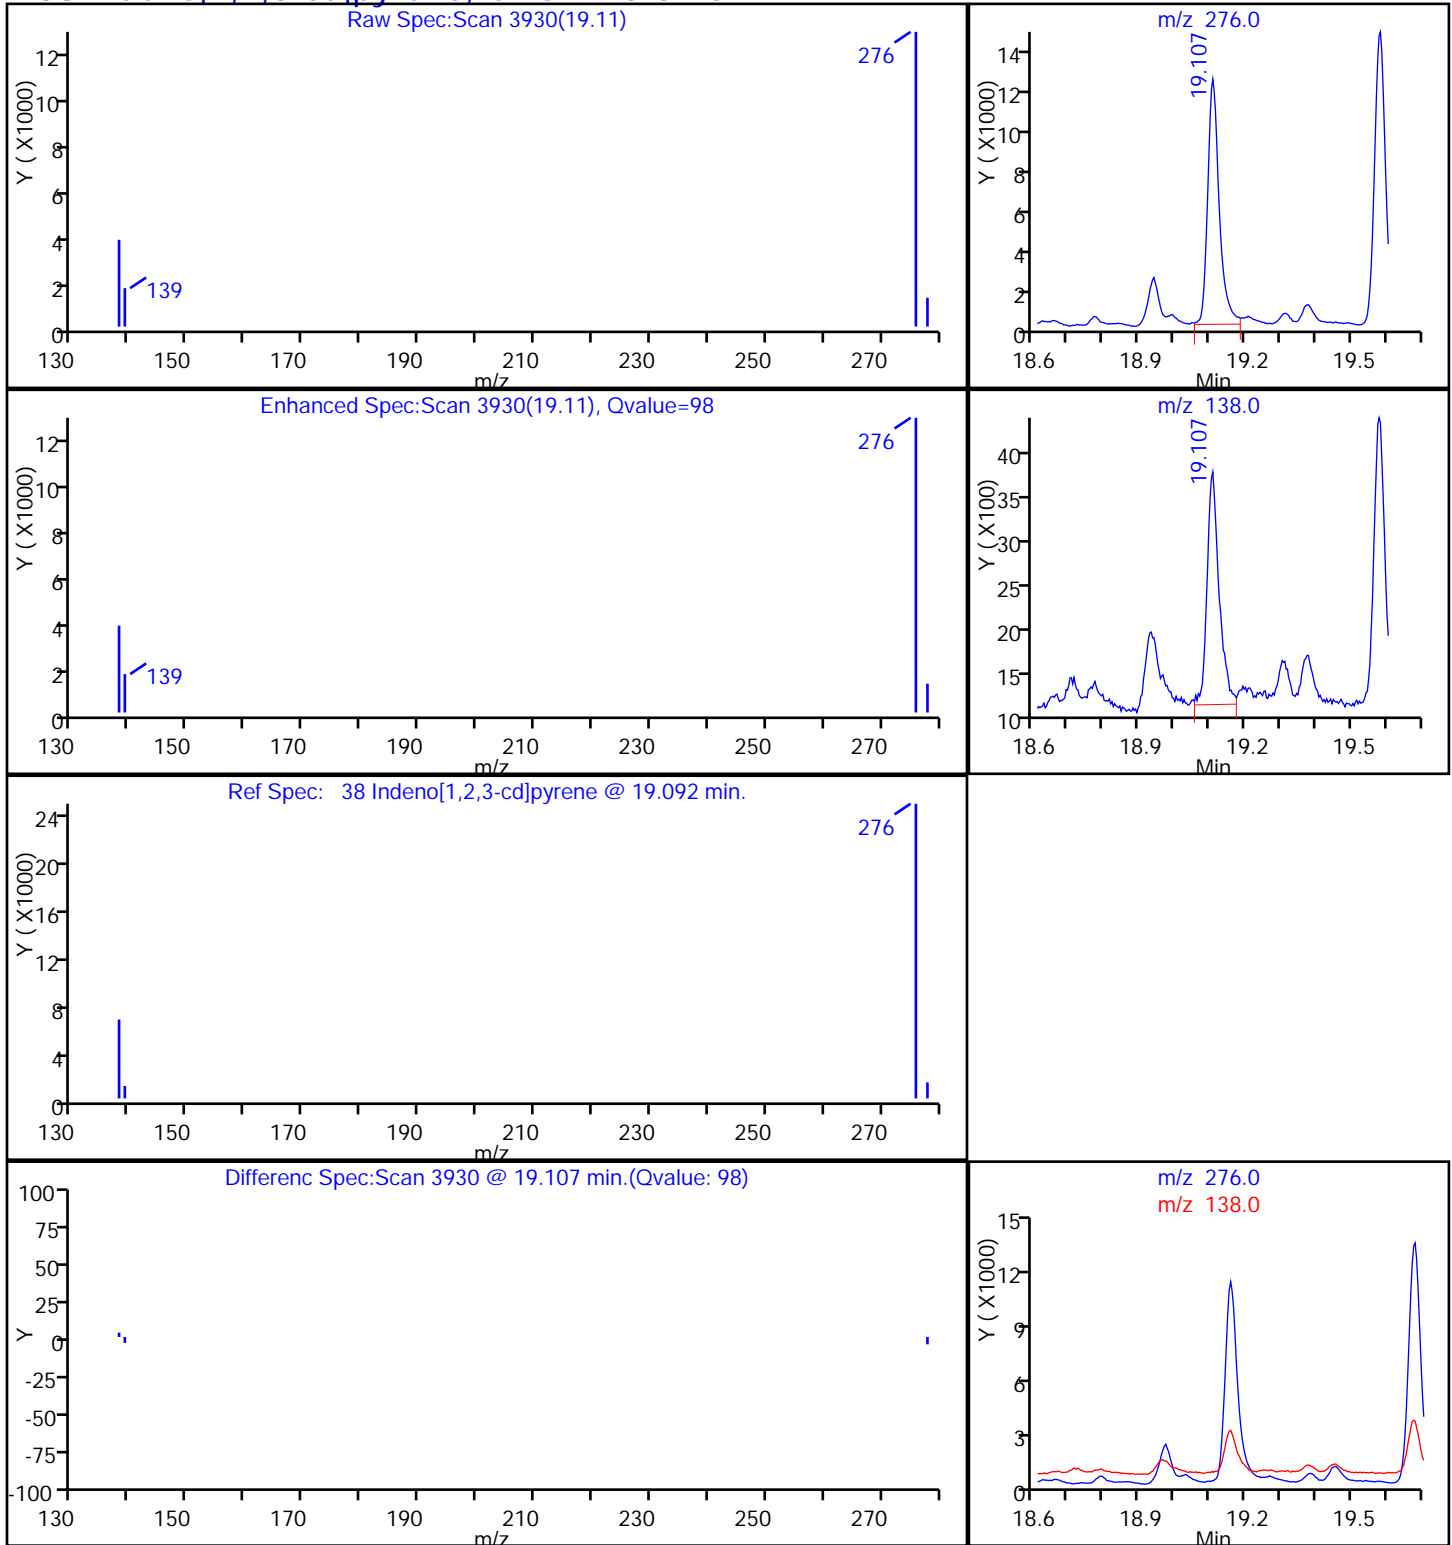 Raw Spec:Scan 3930(19.11)
Y ( X1000)
12
10
8
6
4
2
0
276
139
130 150 170 190 210 230 250 270
m/z
m/z 276.0
19.107
Y ( X1000)
14
12
10
8
6
4
2
0
18.6 18.9 19.2 19.5
Min
Enhanced Spec:Scan 3930(19.11), Qvalue=98
Y ( X1000)
12
10
8
6
4
2
0
276
139
130 150 170 190 210 230 250 270
m/z
m/z 138.0
19.107
Y ( X100)
40
35
30
25
20
15
10
18.6 18.9 19.2 19.5
Min
Ref Spec: 38 Indeno[1,2,3-cd]pyrene @ 19.092 min.
Y ( X1000)
24
20
16
12
8
4
0
276
130 150 170 190 210 230 250 270
m/z
Differenc Spec:Scan 3930 @ 19.107 min.(Qvalue: 98)
Y
100
75
50
25
0
-25
-50
-75
-100
130 150 170 190 210 230 250 270
m/z
m/z 276.0
m/z 138.0
Y ( X1000)
15
12
9
6
3
0
18.6 18.9 19.2 19.5
Min